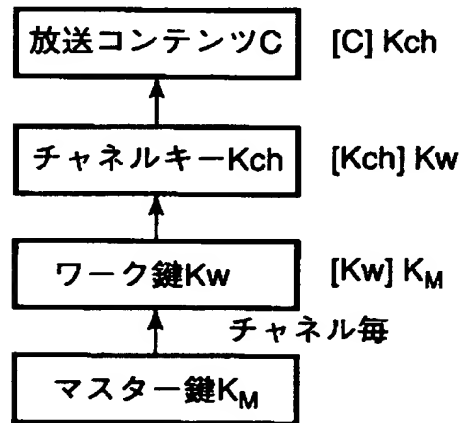 放送コンテンツC [C] Kch
チャネルキーKch [Kch] Kw
ワーク鍵Kw [Kw] KM
チャネル毎
マスター鍵KM